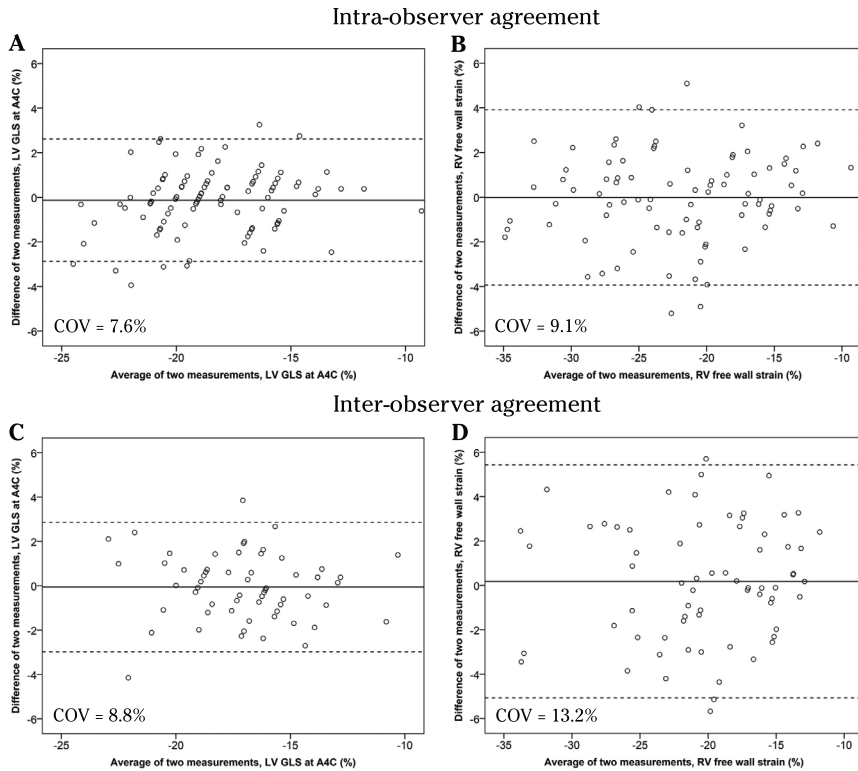 Intra-observer agreement
A
B
Difference of two measurements, LV GLS at A4C (%)
6
4
2
0
-2
-4
-6
COV = 7.6%
-25
-20
-15
-10
Average of two measurements, LV GLS at A4C (%)
Difference of two measurements, RV free wall strain (%)
6
4
2
0
-2
-4
-6
COV = 9.1%
-35
-30
-25
-20
-15
-10
Average of two measurements, RV free wall strain (%)
Inter-observer agreement
C
D
Difference of two measurements, LV GLS at A4C (%)
6
4
2
0
-2
-4
-6
COV = 8.8%
-25
-20
-15
-10
Average of two measurements, LV GLS at A4C (%)
Difference of two measurements, RV free wall strain (%)
6
4
2
0
-2
-4
-6
COV = 13.2%
-35
-30
-25
-20
-15
-10
Average of two measurements, RV free wall strain (%)